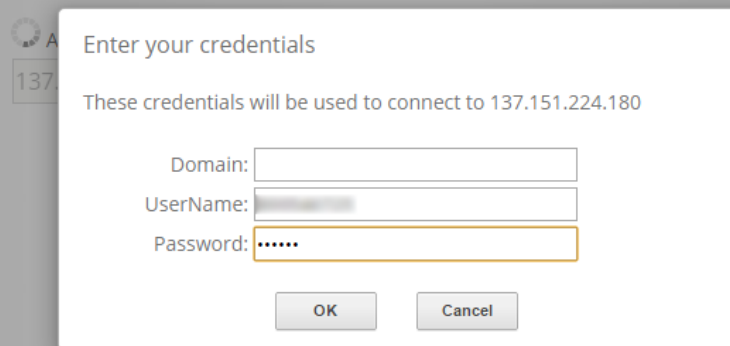 A
Enter your credentials
137.
These credentials will be used to connect to 137.151.224.180
Domain:
UserName:
Password: ••••••
OK Cancel